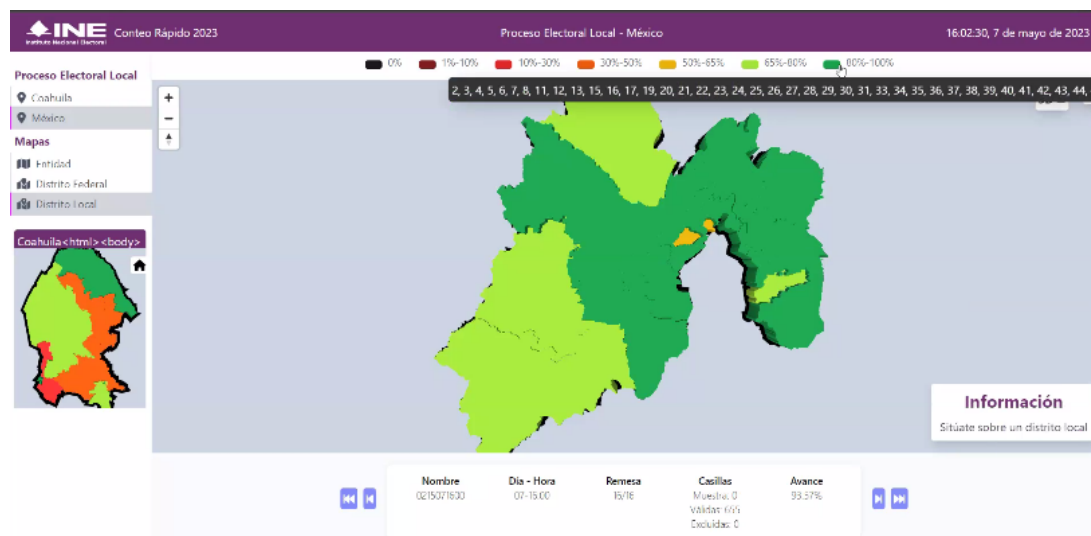 INE
Instituto Nacional Electoral
Conteo Rápido 2023
Proceso Electoral Local - México
16:02:30, 7 de mayo de 2023
0%
1%-10%
10%-30%
30%-50%
50%-65%
65%-80%
80%-100%
2, 3, 4, 5, 6, 7, 8, 11, 12, 13, 15, 16, 17, 19, 20, 21, 22, 23, 24, 25, 26, 27, 28, 29, 30, 31, 33, 34, 35, 36, 37, 38, 39, 40, 41, 42, 43, 44,
Proceso Electoral Local
Coahuila
México
Mapas
Entidad
Distrito Federal
Distrito Local
Coahuila<html><body>
+
−
Información
Sitúate sobre un distrito local
Nombre
0215071600
Día - Hora
07-16:00
Remesa
16/16
Casillas
Muestra: 0
Válidas: 655
Excluidas: 0
Avance
93.57%